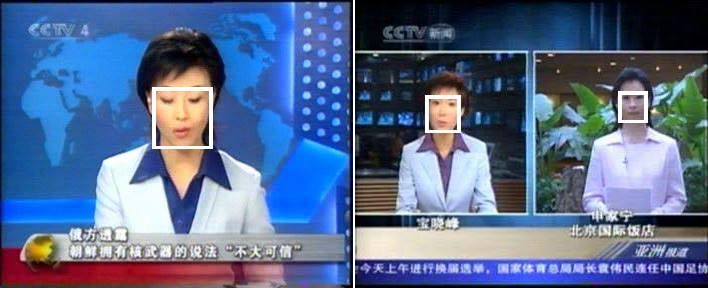 CCTV 4
俄方透露
朝鲜拥有核武器的说法 “不大可信”
CCTV 新闻
宝晓峰
申家宁
北京国际饭店
亚洲报道
会今天上午进行换届选举, 国家体育总局局长袁伟民连任中国足协